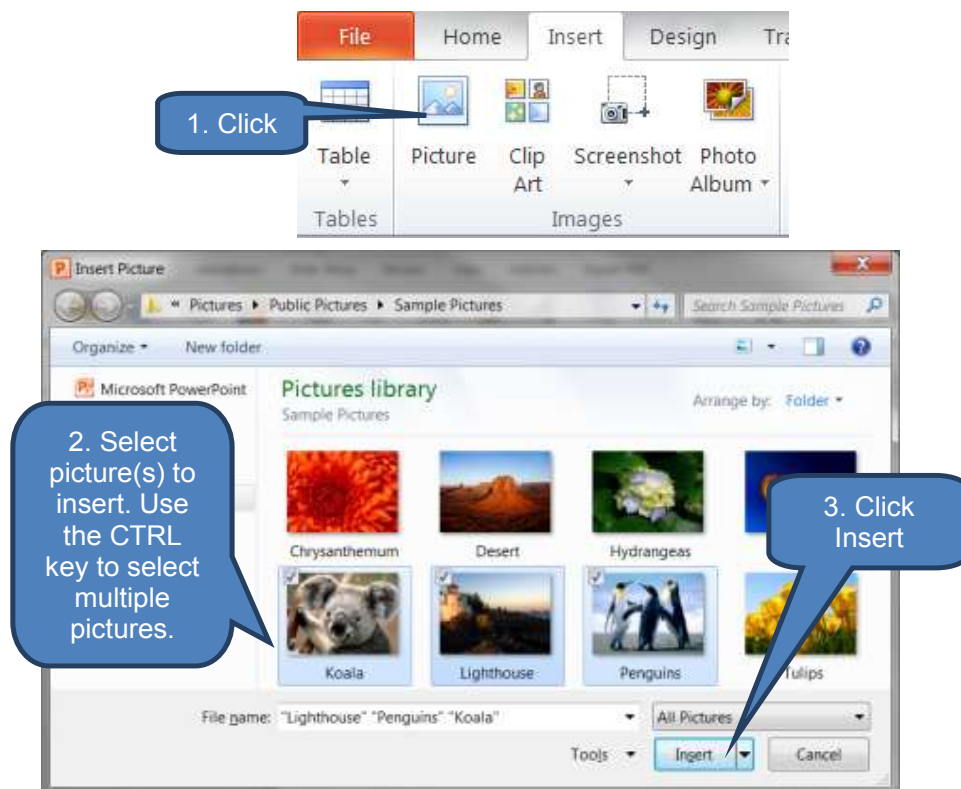 File Home Insert Design Tra
1. Click
Table Picture Clip Art Screenshot Photo Album
Tables Images
Insert Picture
« Pictures Public Pictures Sample Pictures Search Sample Pictures
Organize New folder
Microsoft PowerPoint
Pictures library
Sample Pictures
Arrange by: Folder
2. Select
picture(s) to
insert. Use
the CTRL
key to select
multiple
pictures.
3. Click
Insert
Chrysanthemum Desert Hydrangeas
Koala Lighthouse Penguins Tulips
File name: "Lighthouse" "Penguins" "Koala" All Pictures
Tools Insert Cancel